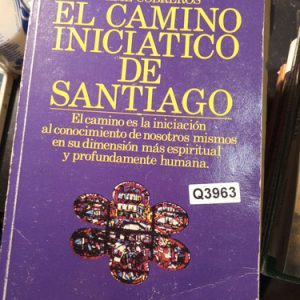 COBREROS
EL CAMINO
INICIATICO
DE
SANTIAGO
El camino es la iniciación
al conocimiento de nosotros mismos
en su dimensión más espiritual
y profundamente humana.
Q3963